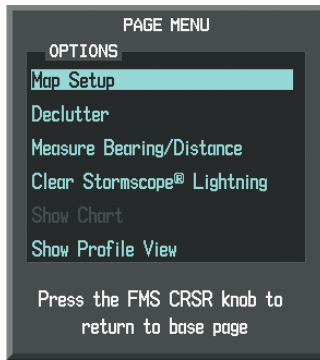 PAGE MENU
OPTIONS
Map Setup
Declutter
Measure Bearing/Distance
Clear Stormscope® Lightning
Show Chart
Show Profile View
Press the FMS CRSR knob to
return to base page